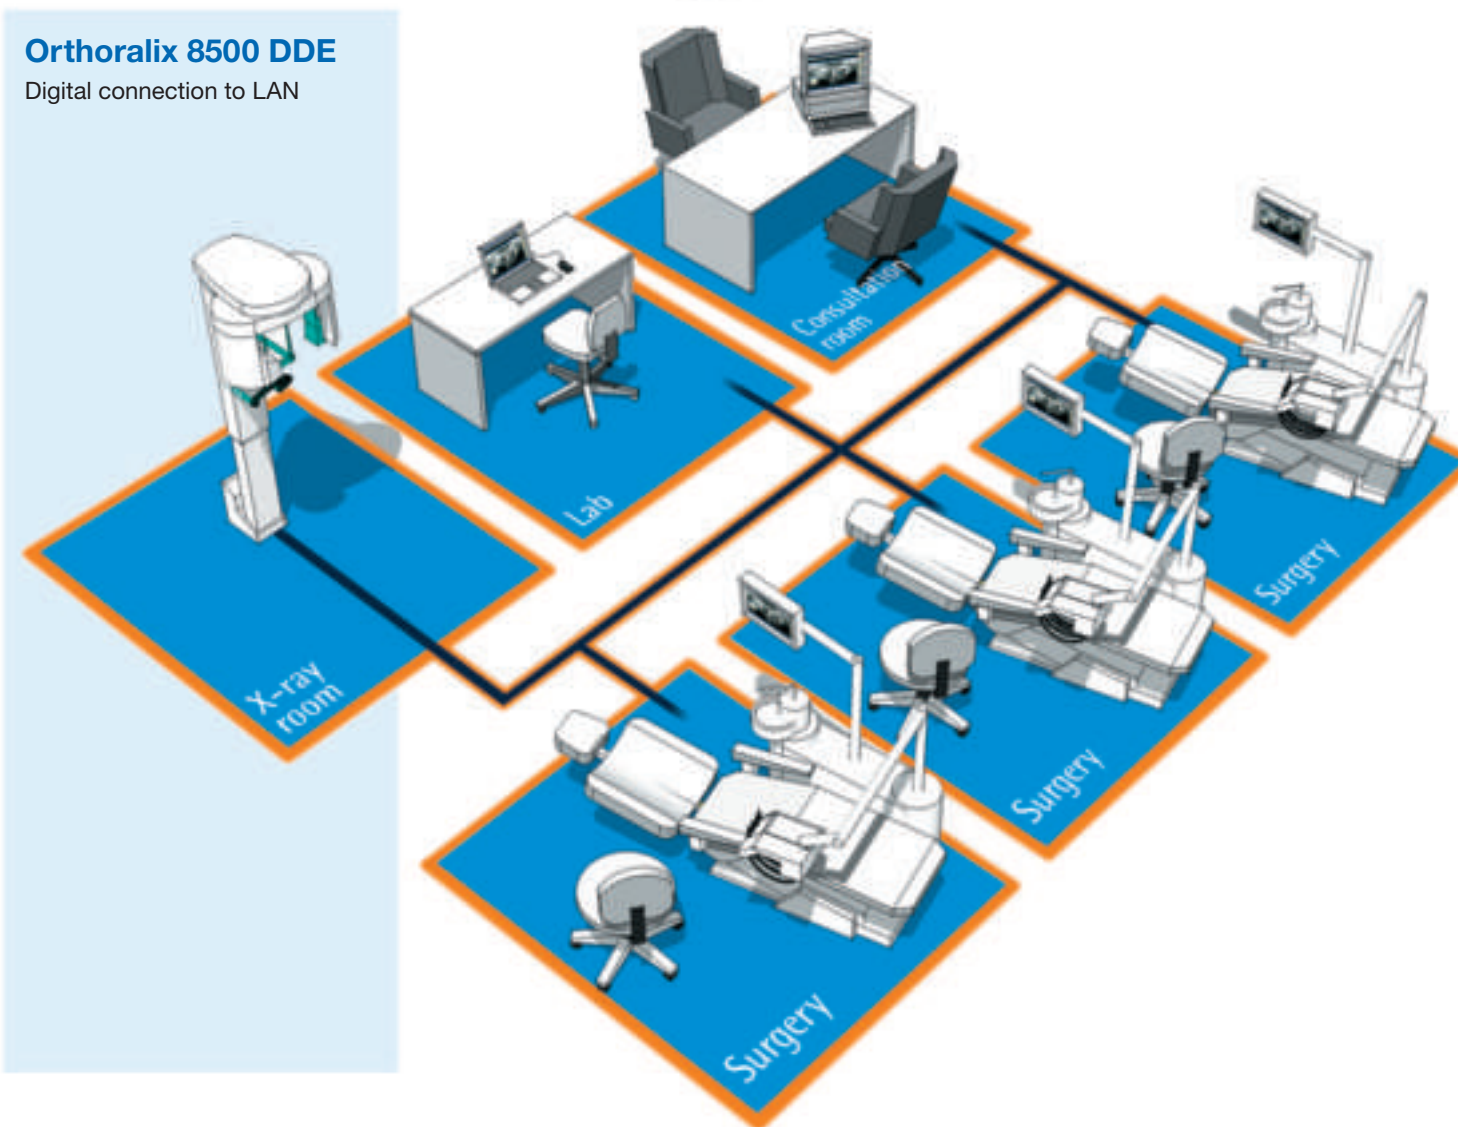 Orthoralix 8500 DDE
Digital connection to LAN
Consultation
room
Lab
X-ray
room
Surgery
Surgery
Surgery